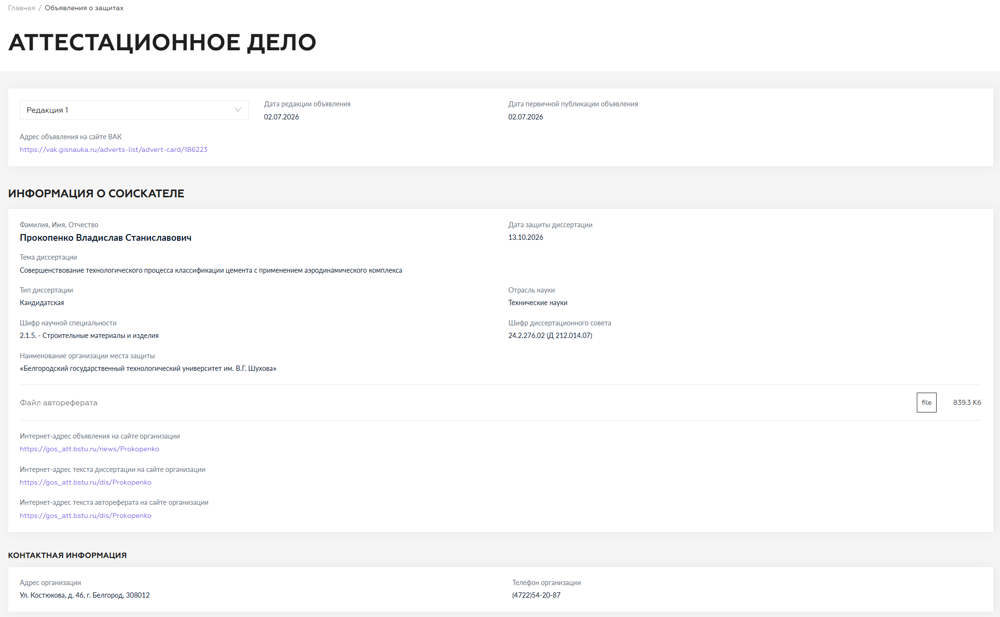 Главная / Объявления о защитах
АТТЕСТАЦИОННОЕ ДЕЛО
Редакция 1
Дата редакции объявления
02.07.2026
Дата первичной публикации объявления
02.07.2026
Адрес объявления на сайте ВАК
https://vak.gisnauka.ru/adverts-list/advert-card/186223
ИНФОРМАЦИЯ О СОИСКАТЕЛЕ
Фамилия, Имя, Отчество
Прокопенко Владислав Станиславович
Дата защиты диссертации
13.10.2026
Тема диссертации
Совершенствование технологического процесса классификации цемента с применением аэродинамического комплекса
Тип диссертации
Кандидатская
Отрасль науки
Технические науки
Шифр научной специальности
2.1.5. - Строительные материалы и изделия
Шифр диссертационного совета
24.2.276.02 (Д 212.014.07)
Наименование организации места защиты
«Белгородский государственный технологический университет им. В.Г. Шухова»
Файл автореферата
file
839.3 Кб
Интернет-адрес объявления на сайте организации
https://gos_att.bstu.ru/news/Prokopenko
Интернет-адрес текста диссертации на сайте организации
https://gos_att.bstu.ru/dis/Prokopenko
Интернет-адрес текста автореферата на сайте организации
https://gos_att.bstu.ru/dis/Prokopenko
КОНТАКТНАЯ ИНФОРМАЦИЯ
Адрес организации
Ул. Костюкова, д. 46, г. Белгород, 308012
Телефон организации
(4722)54-20-87